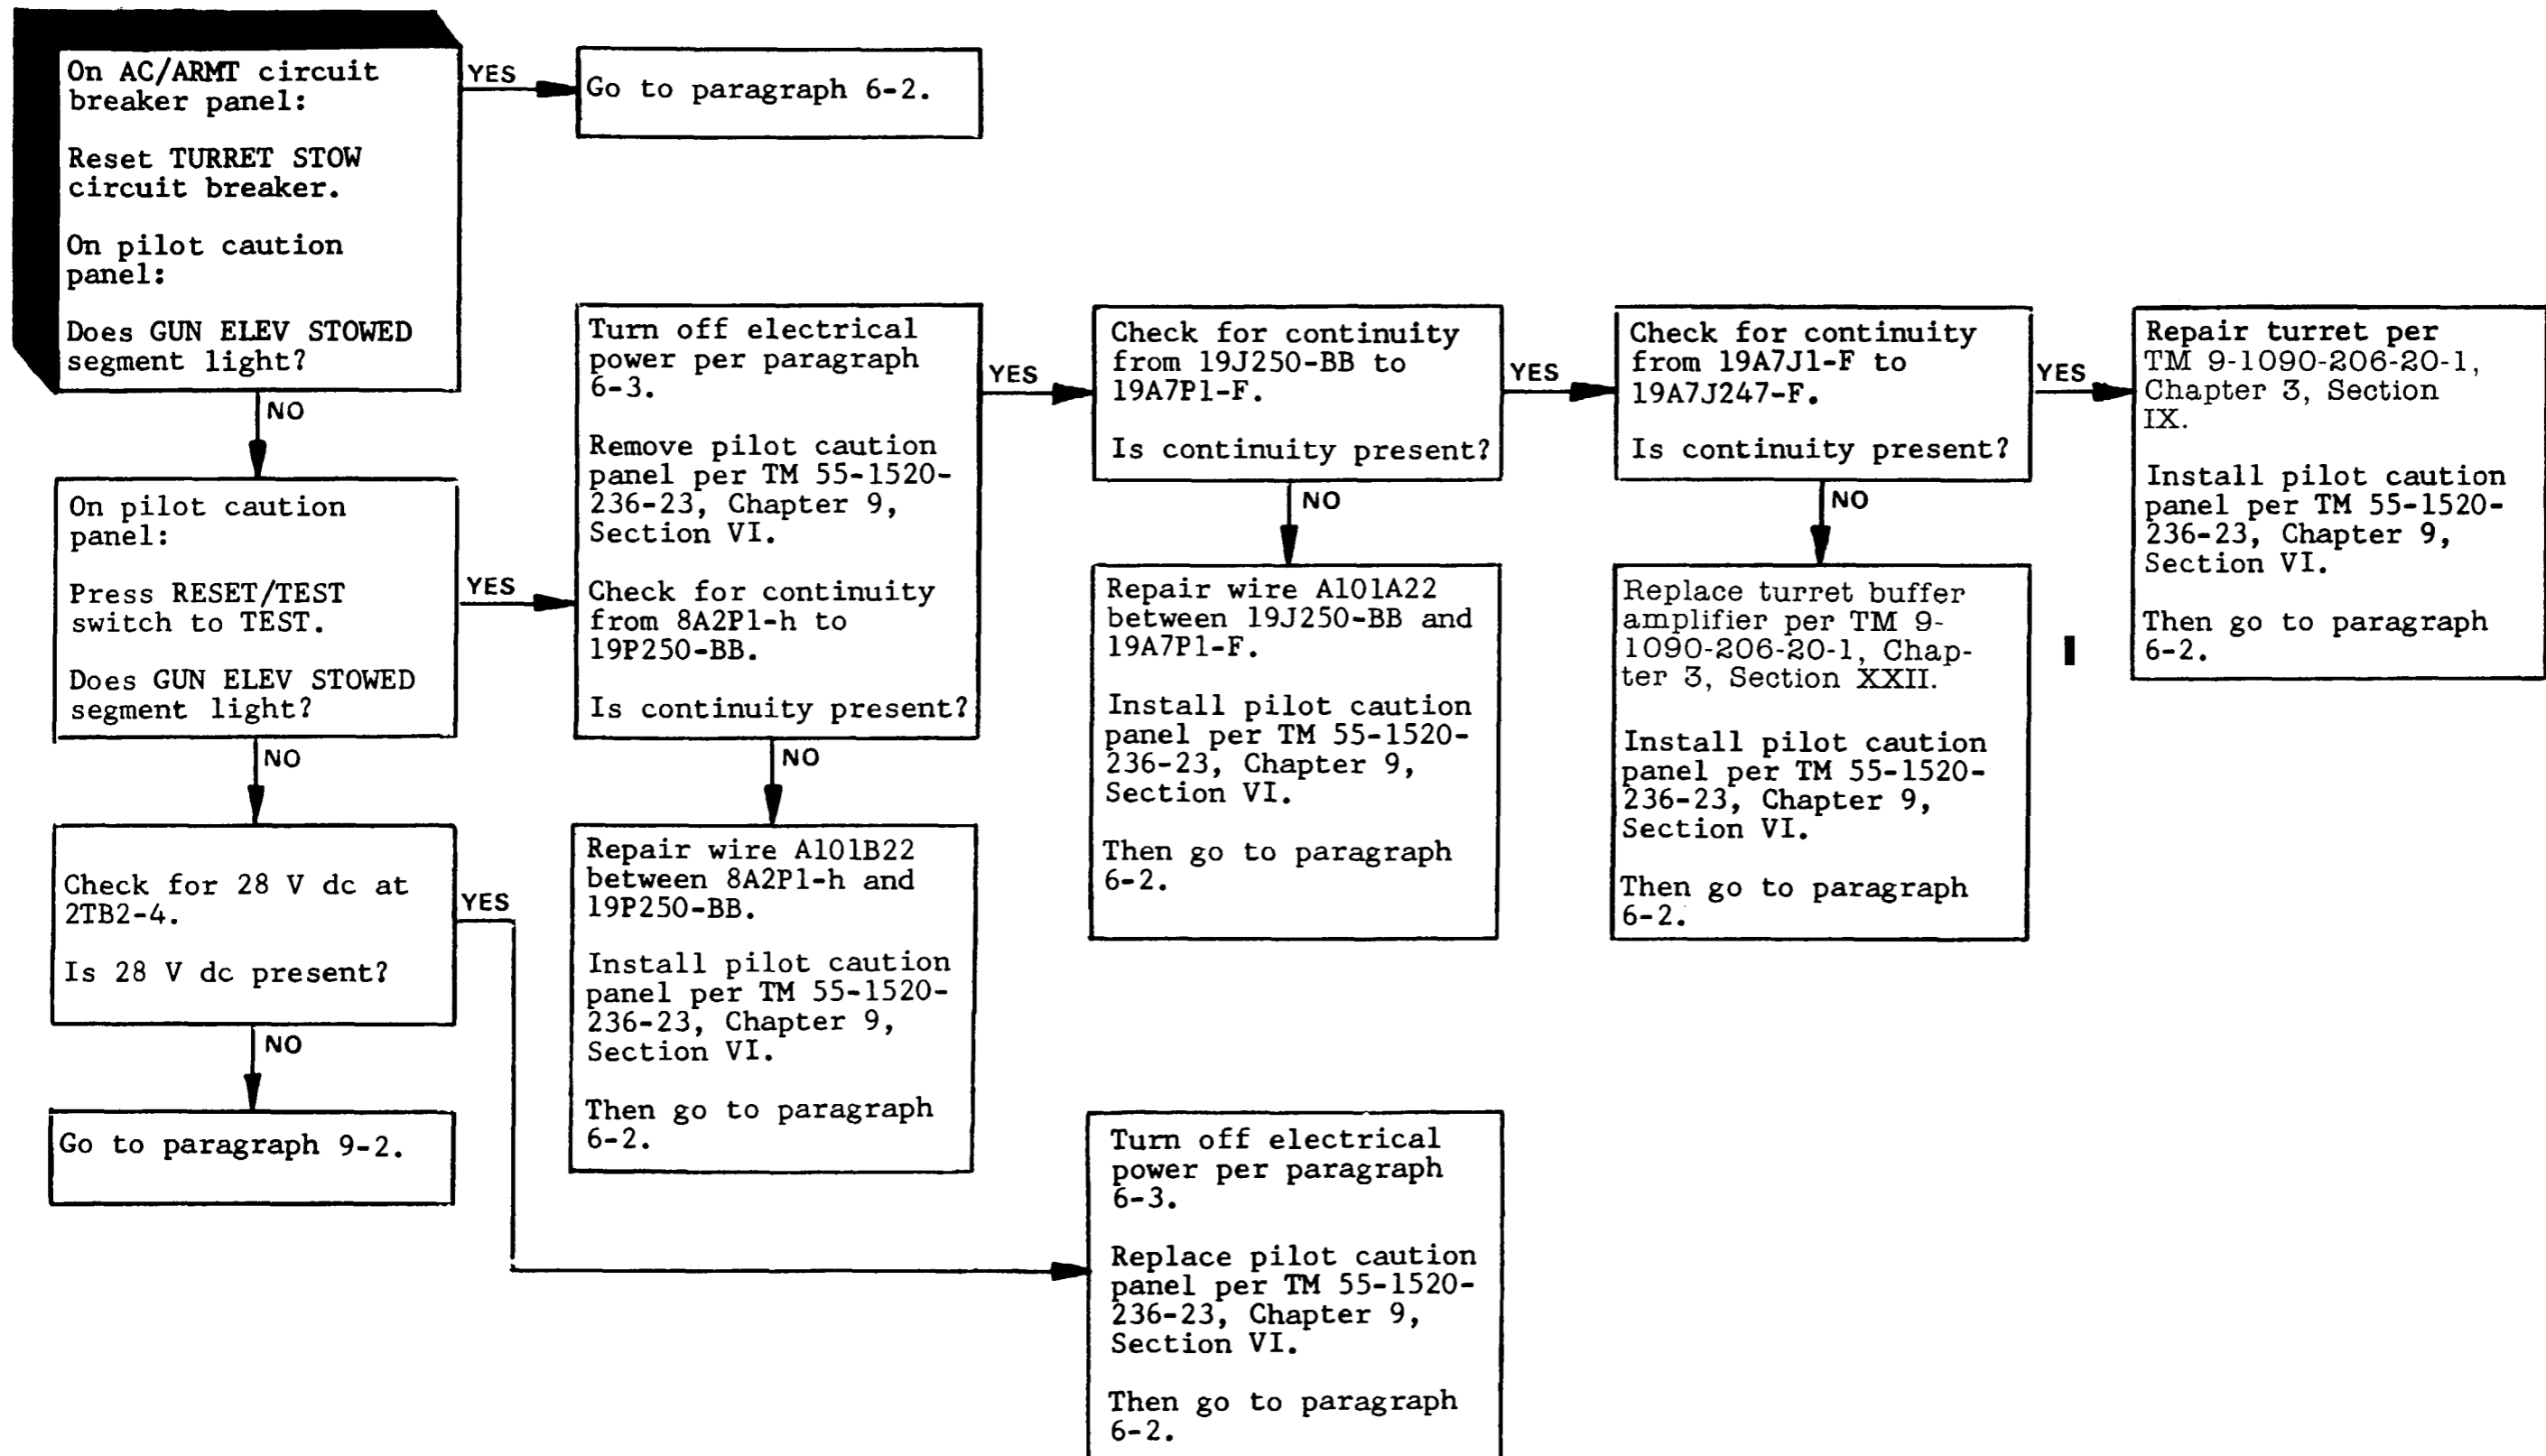 On AC/ARMT circuit
breaker panel:
Reset TURRET STOW
circuit breaker.
On pilot caution
panel:
Does GUN ELEV STOWED
segment light?
YES
Go to paragraph 6-2.
NO
On pilot caution
panel:
Press RESET/TEST
switch to TEST.
Does GUN ELEV STOWED
segment light?
YES
Turn off electrical
power per paragraph
6-3.
Remove pilot caution
panel per TM 55-1520-
236-23, Chapter 9,
Section VI.
Check for continuity
from 8A2P1-h to
19P250-BB.
Is continuity present?
YES
Check for continuity
from 19J250-BB to
19A7P1-F.
Is continuity present?
YES
Check for continuity
from 19A7J1-F to
19A7J247-F.
Is continuity present?
YES
Repair turret per
TM 9-1090-206-20-1,
Chapter 3, Section
IX.
Install pilot caution
panel per TM 55-1520-
236-23, Chapter 9,
Section VI.
Then go to paragraph
6-2.
NO
Repair wire A101A22
between 19J250-BB and
19A7P1-F.
Install pilot caution
panel per TM 55-1520-
236-23, Chapter 9,
Section VI.
Then go to paragraph
6-2.
NO
Replace turret buffer
amplifier per TM 9-
1090-206-20-1, Chap-
ter 3, Section XXII.
Install pilot caution
panel per TM 55-1520-
236-23, Chapter 9,
Section VI.
Then go to paragraph
6-2.
NO
Check for 28 V dc at
2TB2-4.
Is 28 V dc present?
YES
NO
Repair wire A101B22
between 8A2P1-h and
19P250-BB.
Install pilot caution
panel per TM 55-1520-
236-23, Chapter 9,
Section VI.
Then go to paragraph
6-2.
NO
Go to paragraph 9-2.
Turn off electrical
power per paragraph
6-3.
Replace pilot caution
panel per TM 55-1520-
236-23, Chapter 9,
Section VI.
Then go to paragraph
6-2.